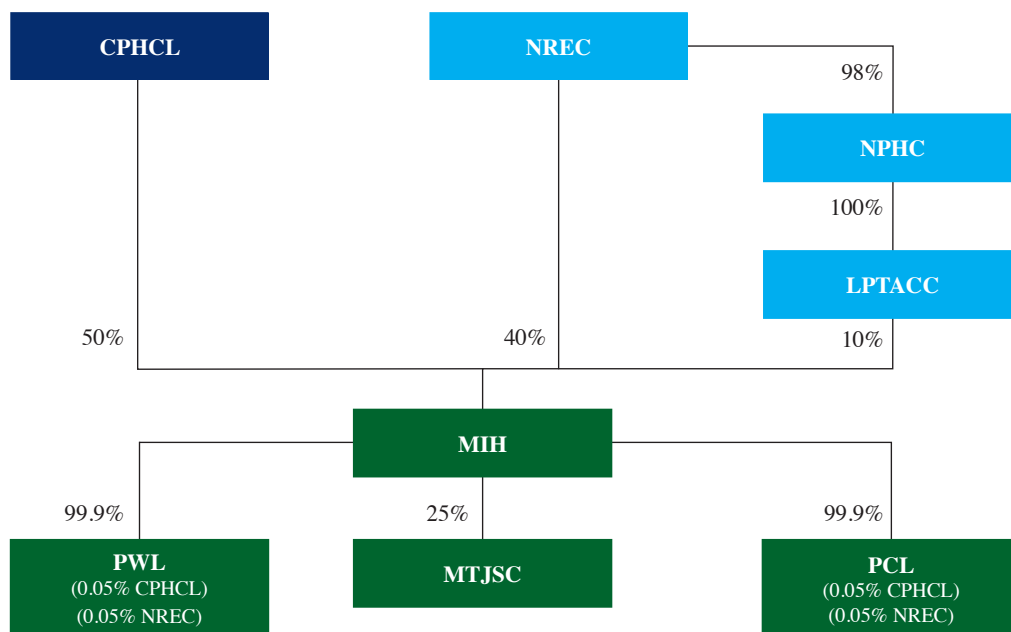 CPHCL
NREC
98%
NPHC
100%
LPTACC
50%
40%
10%
MIH
99.9%
25%
99.9%
PWL
(0.05% CPHCL)
(0.05% NREC)
MTJSC
PCL
(0.05% CPHCL)
(0.05% NREC)